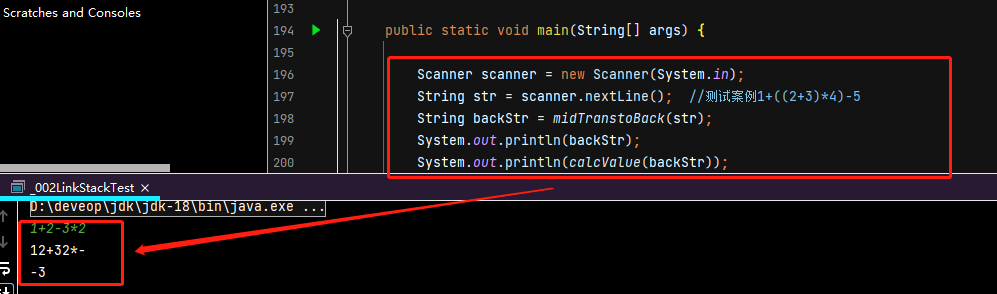 Scratches and Consoles
193
194 public static void main(String[] args) {
195
196 Scanner scanner = new Scanner(System.in);
197 String str = scanner.nextLine(); //测试案例1+((2+3)*4)-5
198 String backStr = midTranstoBack(str);
199 System.out.println(backStr);
200 System.out.println(calcValue(backStr));
_002LinkStackTest ×
D:\deveop\jdk\jdk-18\bin\java.exe ...
1+2-3*2
12+32*-
-3